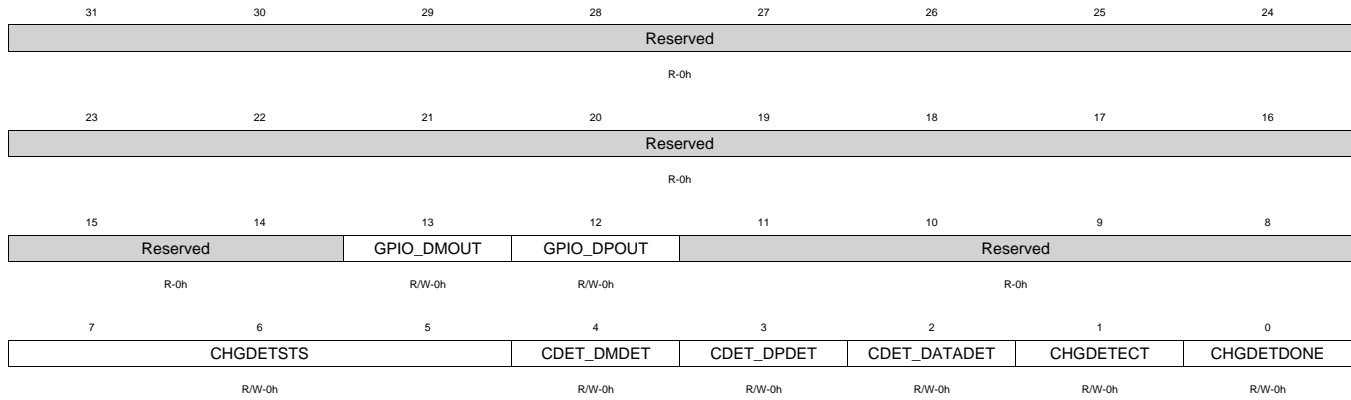 31 30 29 28 27 26 25 24
Reserved
R-0h
23 22 21 20 19 18 17 16
Reserved
R-0h
15 14 13 12 11 10 9 8
Reserved GPIO_DMOUT GPIO_DPOUT Reserved
R-0h R/W-0h R/W-0h R-0h
7 6 5 4 3 2 1 0
CHGDETSTS CDET_DMDET CDET_DPDET CDET_DATADET CHGDETECT CHGDETDONE
R/W-0h R/W-0h R/W-0h R/W-0h R/W-0h R/W-0h